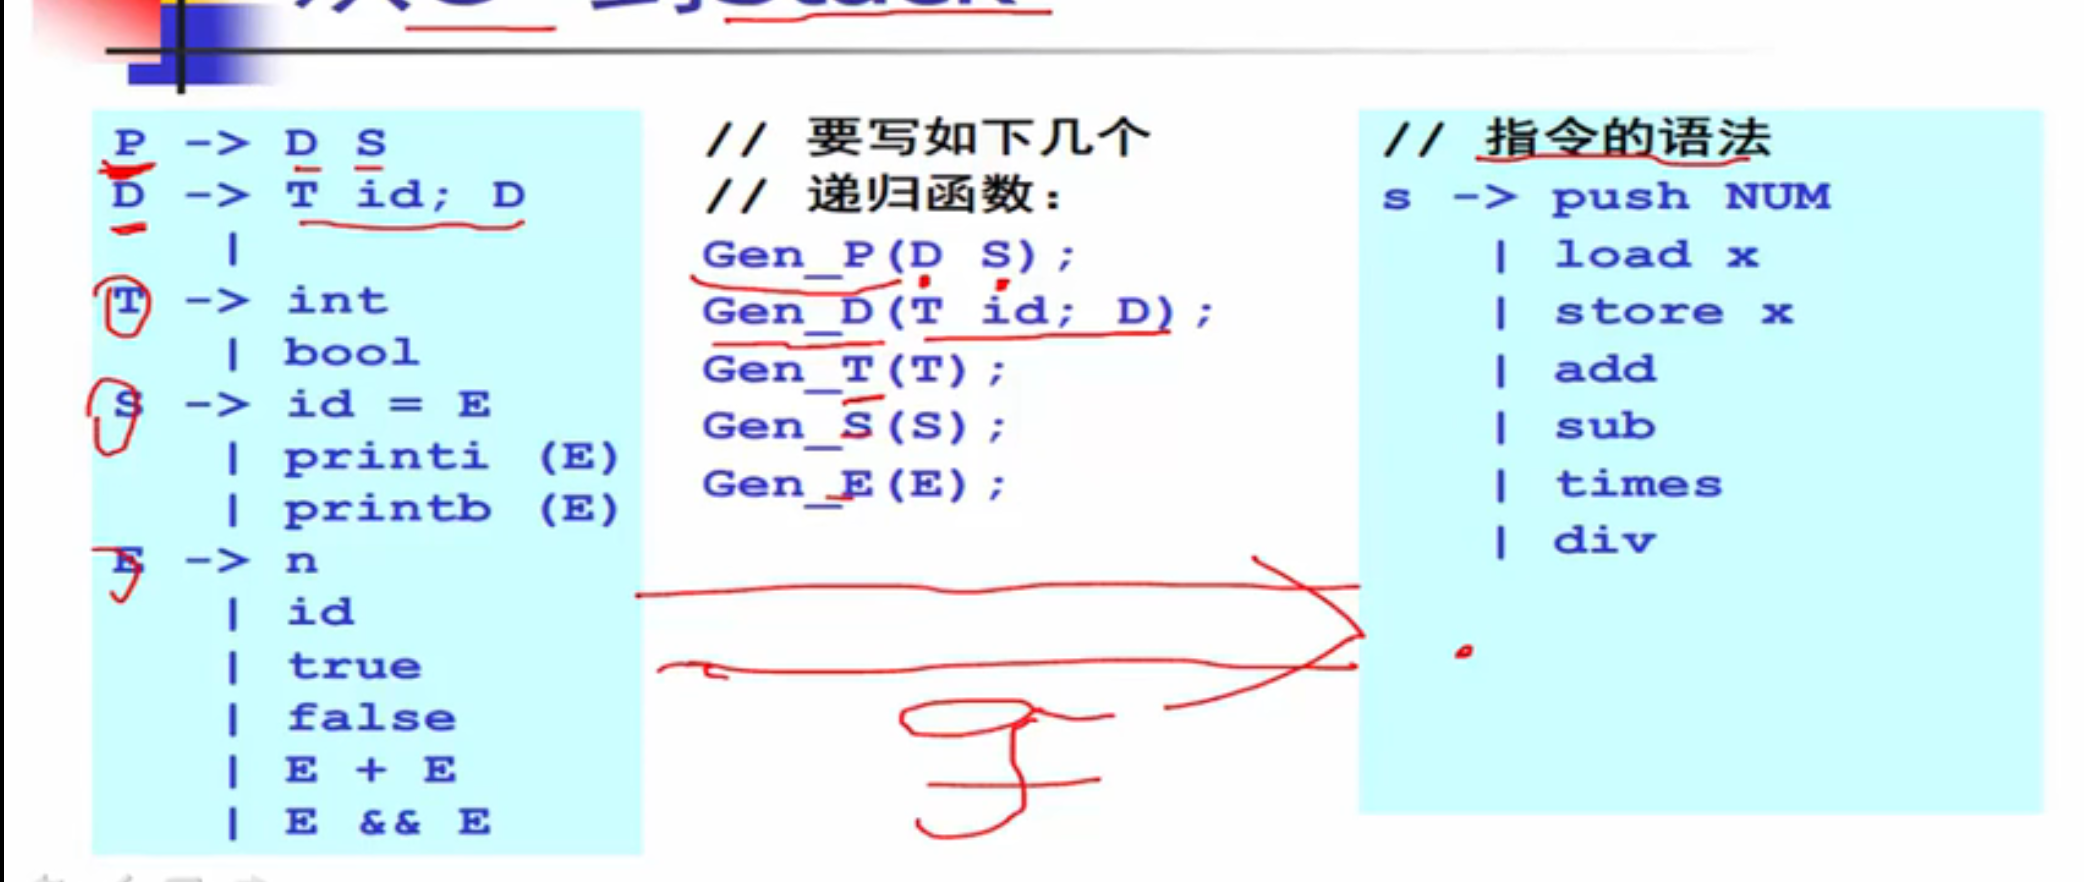 P -> D S
D -> T id; D
|
T -> int
| bool
S -> id = E
| printi (E)
| printb (E)
E -> n
| id
| true
| false
| E + E
| E && E
// 要写如下几个
// 递归函数：
Gen_P(D S);
Gen_D(T id; D);
Gen_T(T);
Gen_S(S);
Gen_E(E);
// 指令的语法
s -> push NUM
| load x
| store x
| add
| sub
| times
| div